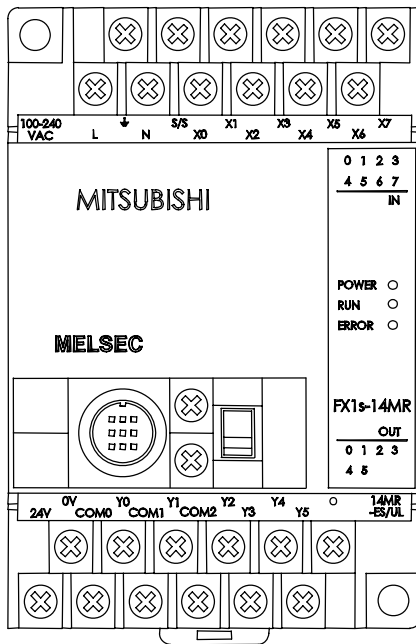 100-240 ⏚ S/S X1 X3 X5 X7
VAC L N X0 X2 X4 X6
0 1 2 3
4 5 6 7
IN
MITSUBISHI
POWER
RUN
ERROR
MELSEC
FX1s-14MR
OUT
0 1 2 3
4 5
0V Y0 Y1 Y2 Y4 14MR
24V COM0 COM1 COM2 Y3 Y5 -ES/UL